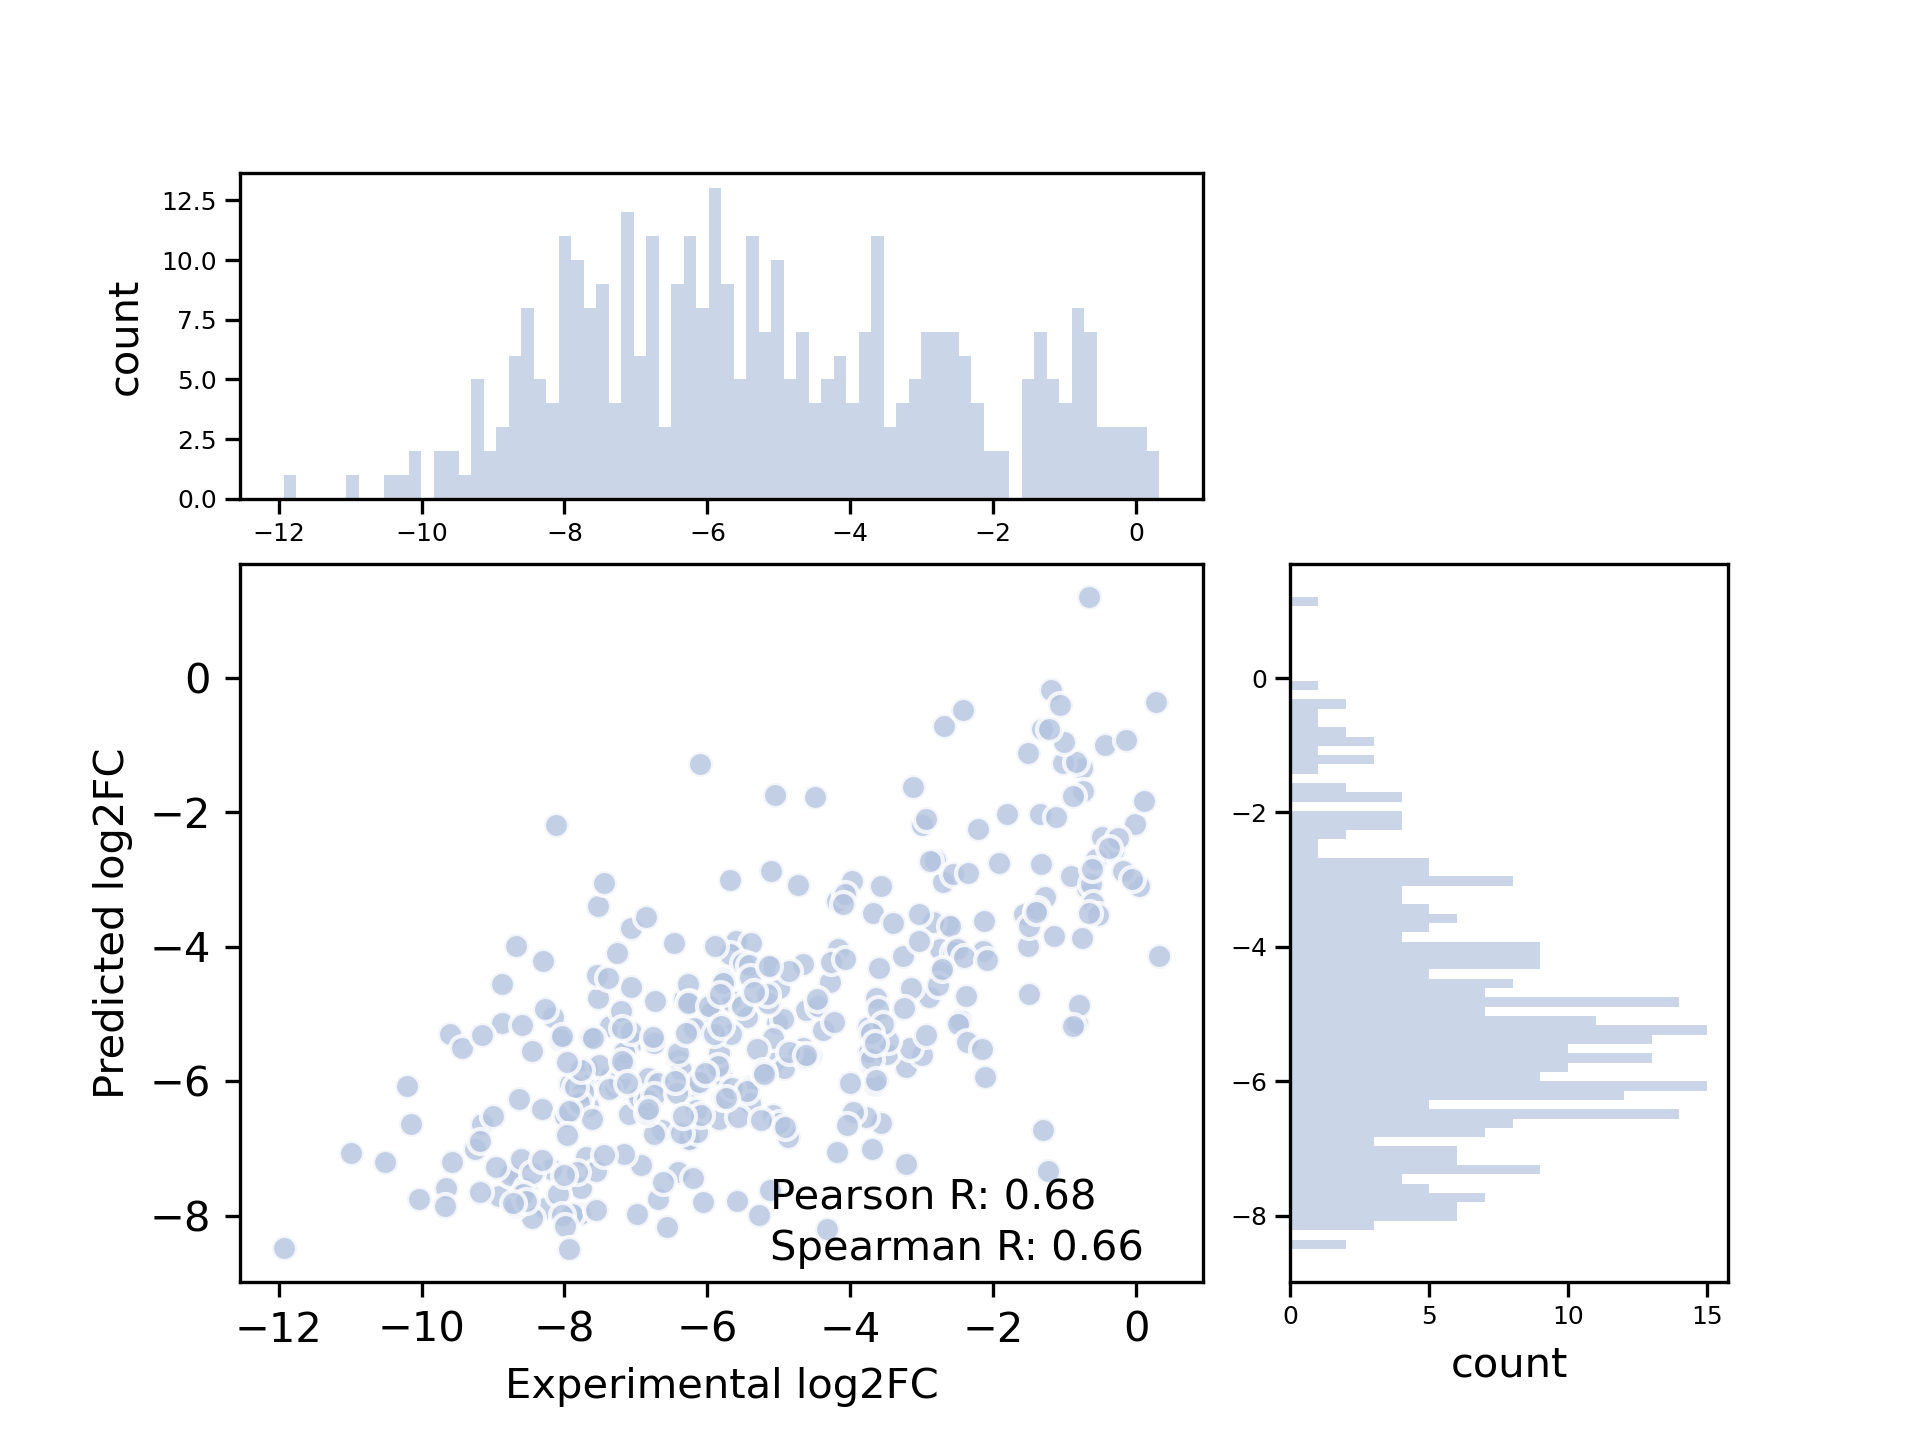 12.5
10.0
7.5
5.0
2.5
0.0
count
−12 −10 −8 −6 −4 −2 0
0
−2
−4
−6
−8
Predicted log2FC
Pearson R: 0.68
Spearman R: 0.66
−12 −10 −8 −6 −4 −2 0
Experimental log2FC
0
−2
−4
−6
−8
0 5 10 15
count